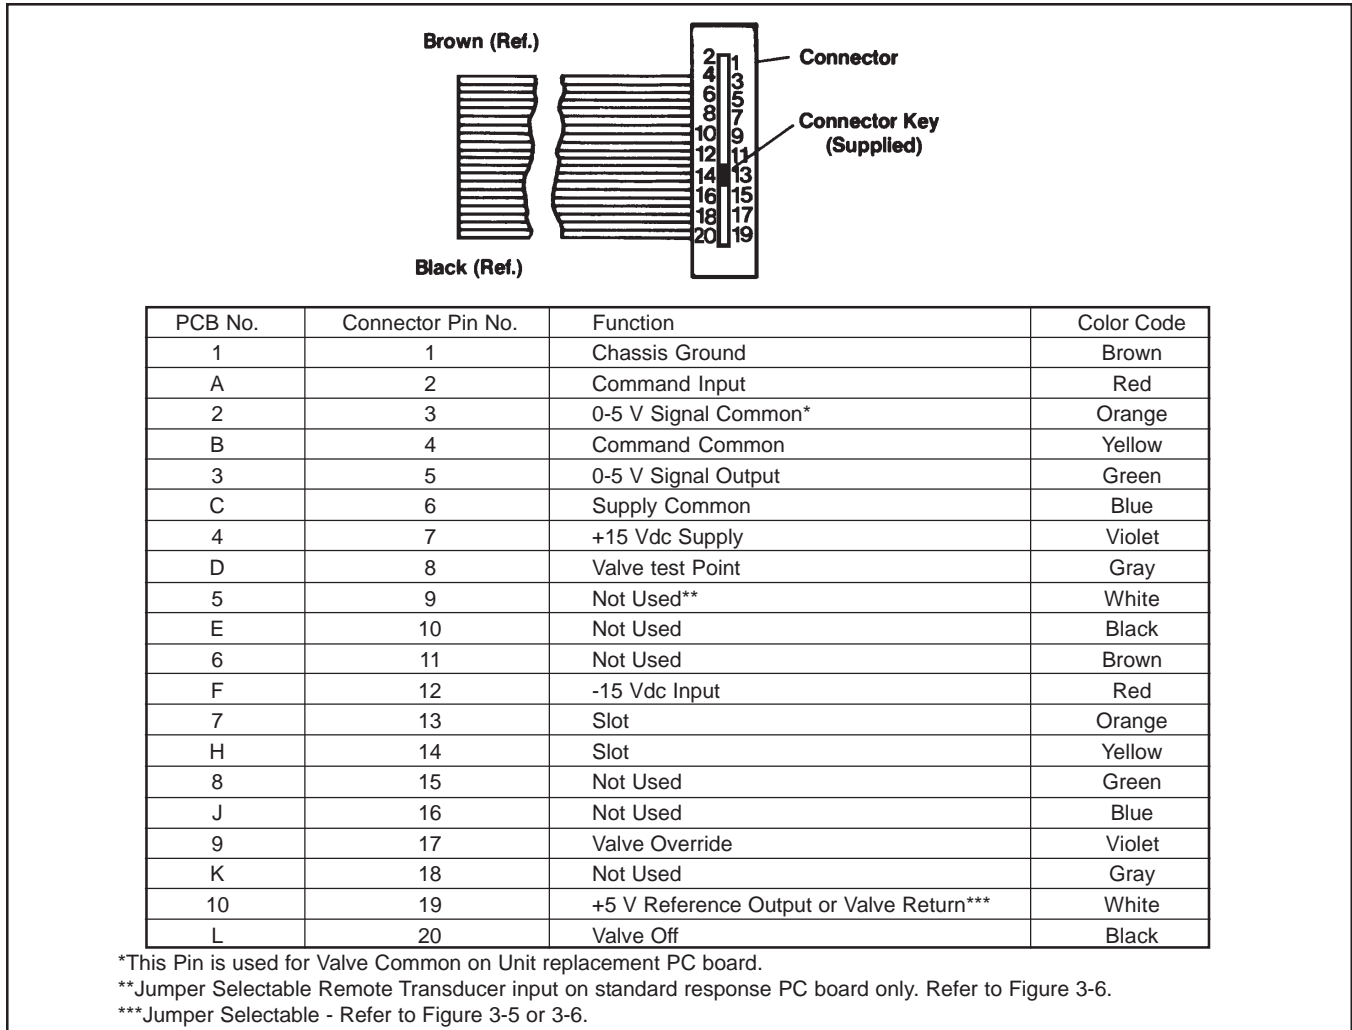 Brown (Ref.)
2 1
4 3
6 5
8 7
10 9
12 11
14 13
16 15
18 17
20 19
Connector
Connector Key
(Supplied)
Black (Ref.)
PCB No. Connector Pin No. Function Color Code
1 1 Chassis Ground Brown
A 2 Command Input Red
2 3 0-5 V Signal Common* Orange
B 4 Command Common Yellow
3 5 0-5 V Signal Output Green
C 6 Supply Common Blue
4 7 +15 Vdc Supply Violet
D 8 Valve test Point Gray
5 9 Not Used** White
E 10 Not Used Black
6 11 Not Used Brown
F 12 -15 Vdc Input Red
7 13 Slot Orange
H 14 Slot Yellow
8 15 Not Used Green
J 16 Not Used Blue
9 17 Valve Override Violet
K 18 Not Used Gray
10 19 +5 V Reference Output or Valve Return*** White
L 20 Valve Off Black
*This Pin is used for Valve Common on Unit replacement PC board.
**Jumper Selectable Remote Transducer input on standard response PC board only. Refer to Figure 3-6.
***Jumper Selectable - Refer to Figure 3-5 or 3-6.